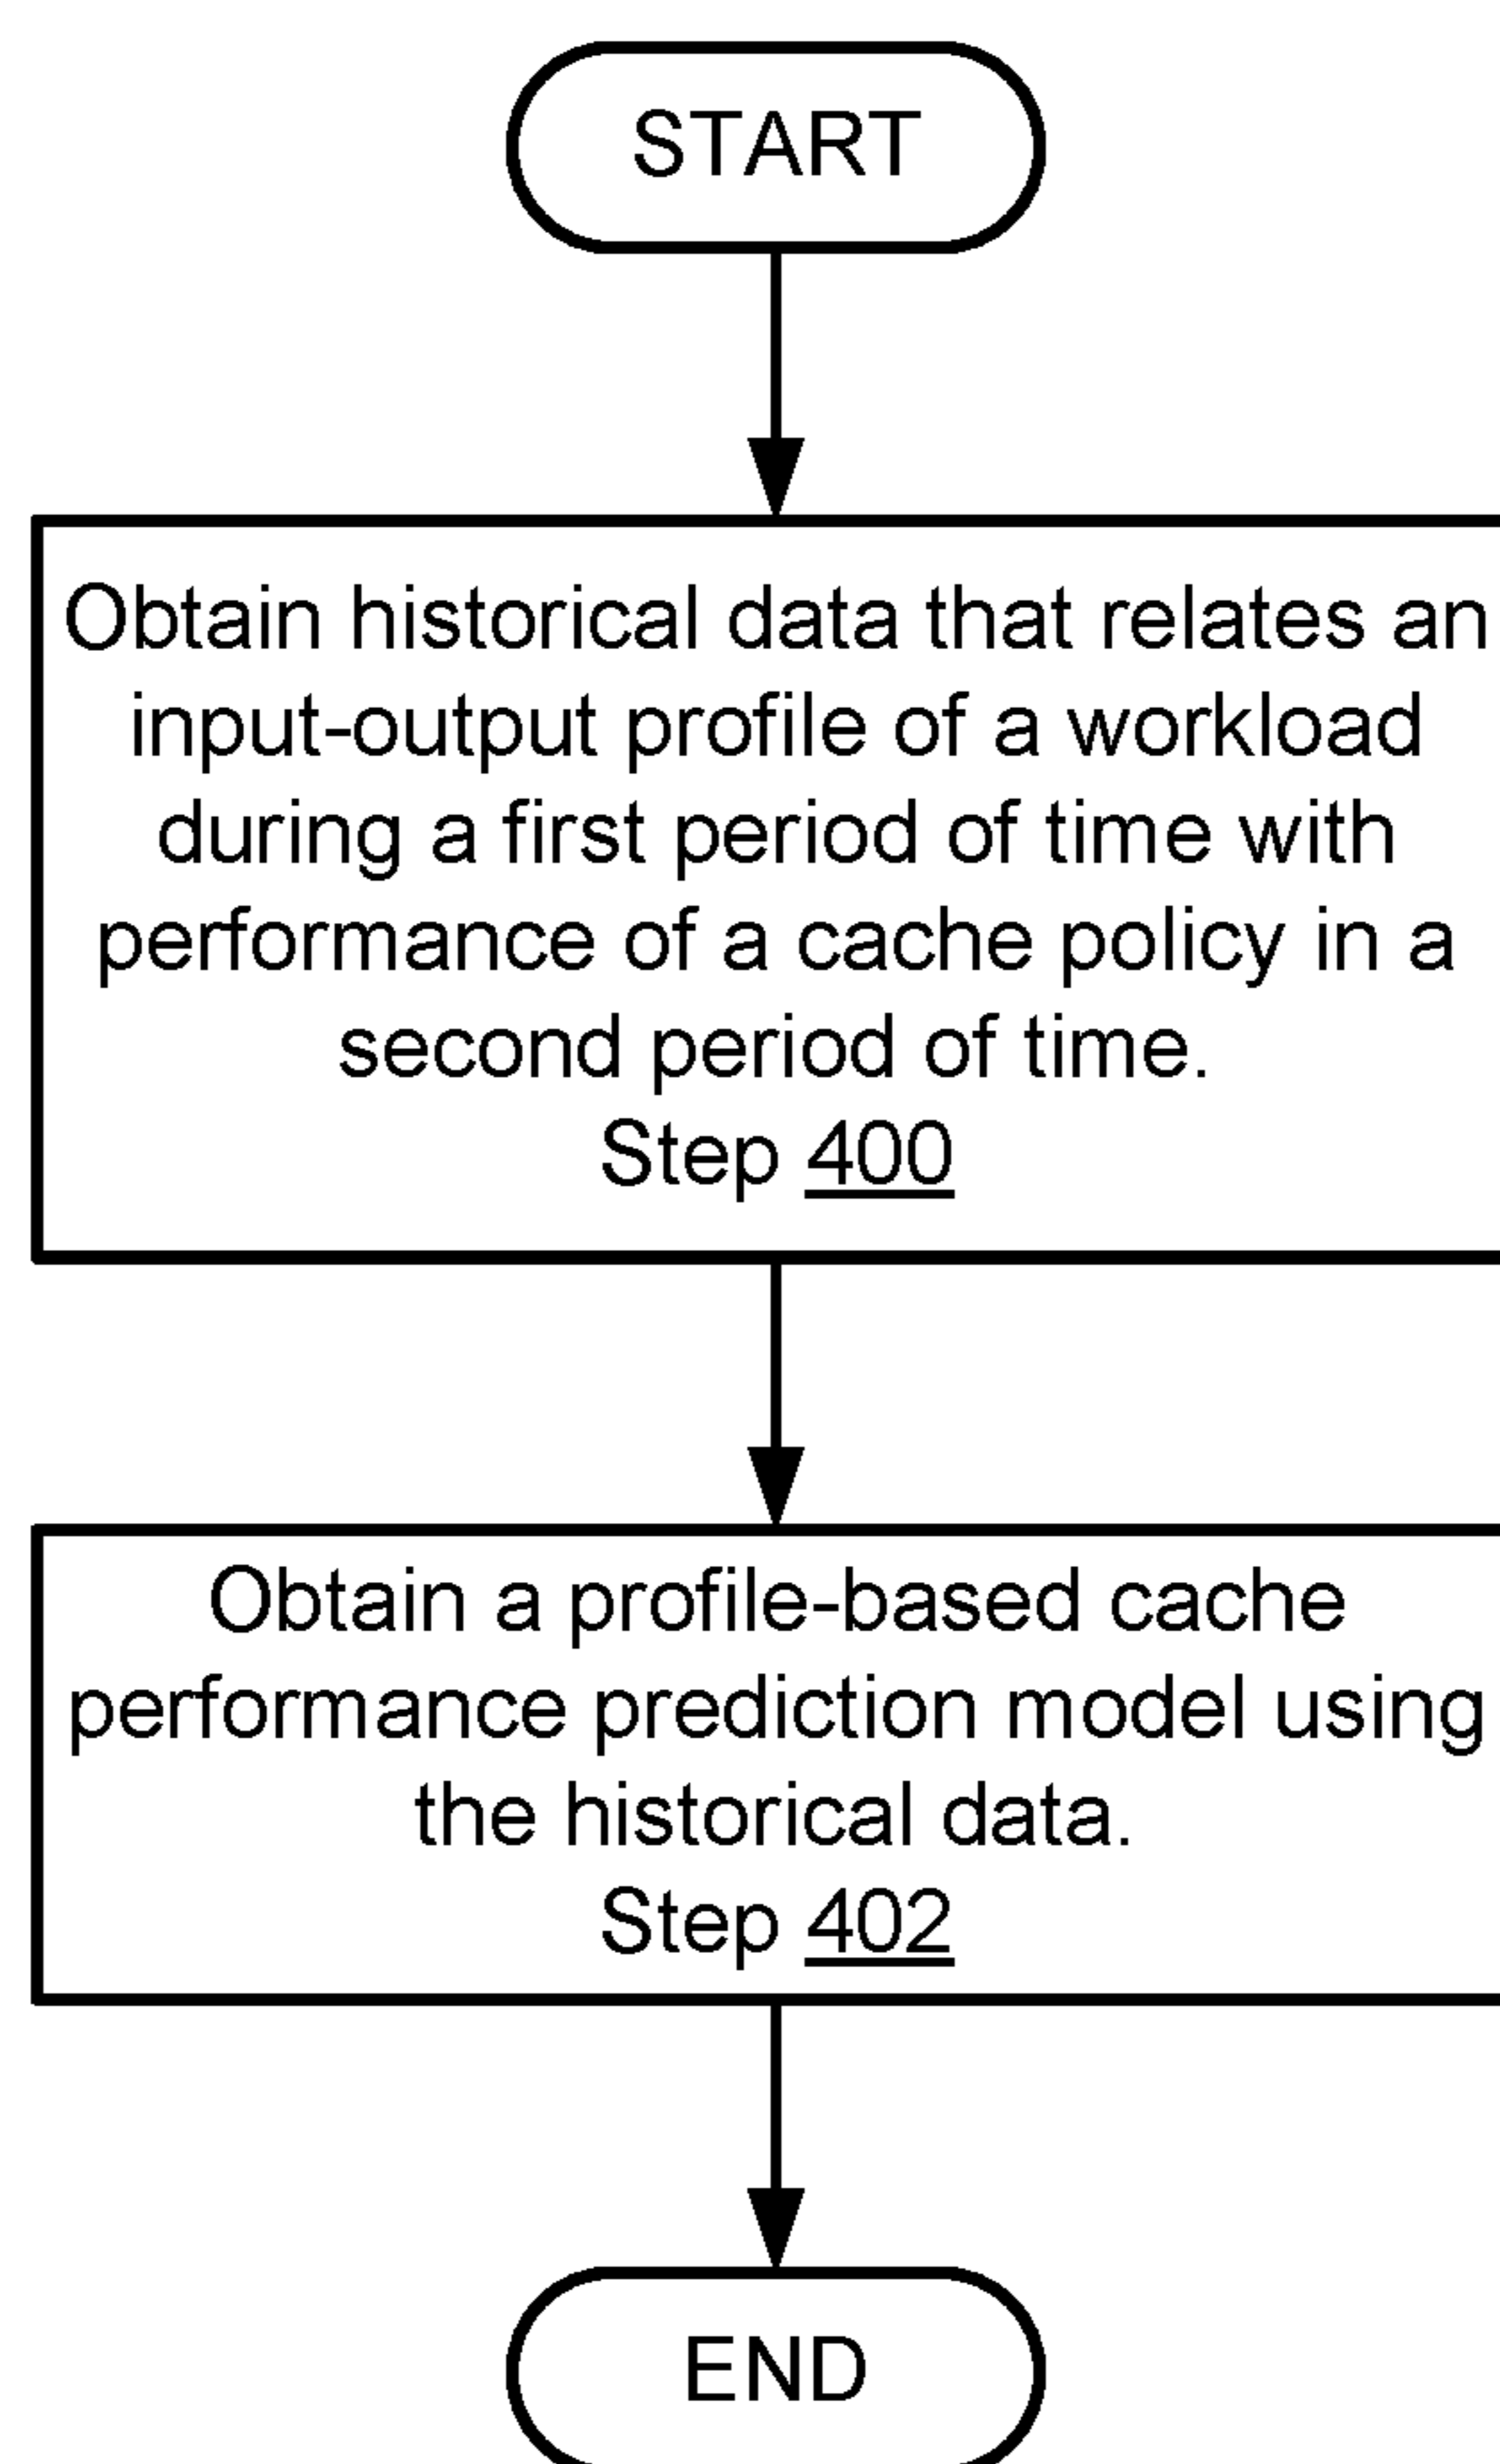 START
Obtain historical data that relates an
input-output profile of a workload
during a first period of time with
performance of a cache policy in a
second period of time.
Step 400
Obtain a profile-based cache
performance prediction model using
the historical data.
Step 402
END